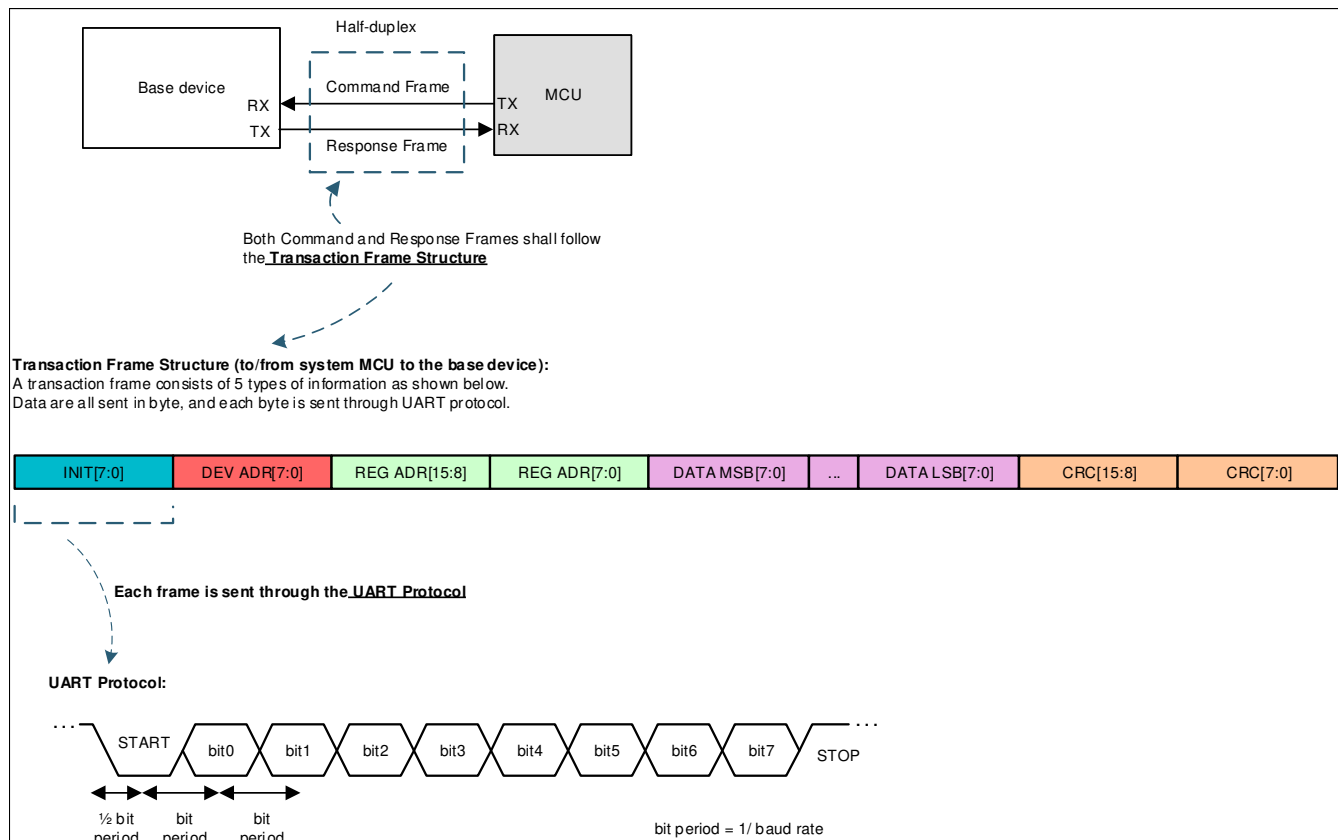 Half-duplex
Base device
Command Frame
MCU
RX
TX
TX
RX
Response Frame
Both Command and Response Frames shall follow
the Transaction Frame Structure
Transaction Frame Structure (to/from system MCU to the base device):
A transaction frame consists of 5 types of information as shown below.
Data are all sent in byte, and each byte is sent through UART protocol.
INIT[7:0] DEV ADR[7:0] REG ADR[15:8] REG ADR[7:0] DATA MSB[7:0] ... DATA LSB[7:0] CRC[15:8] CRC[7:0]
Each frame is sent through the UART Protocol
UART Protocol:
... START bit0 bit1 bit2 bit3 bit4 bit5 bit6 bit7 STOP ...
½ bit period
bit period
bit period
bit period = 1/ baud rate